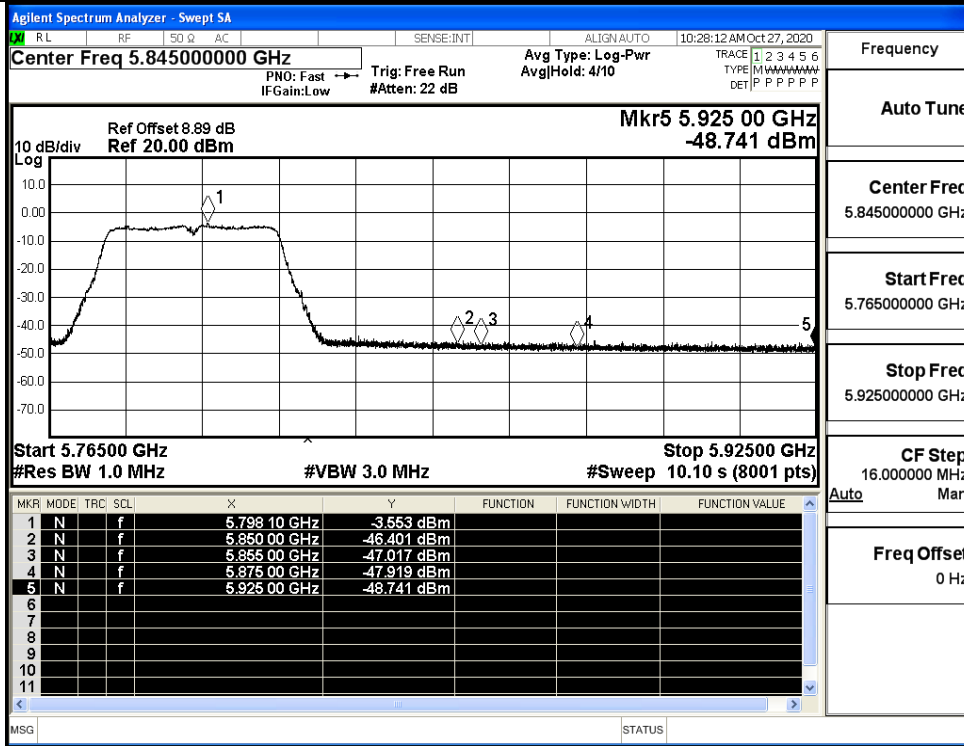 Agilent Spectrum Analyzer - Swept SA
LXI RL RF 50 Ω AC SENSE:INT ALIGN AUTO 10:28:12 AM Oct 27, 2020
Center Freq 5.845000000 GHz
PNO: Fast
IFGain:Low
Trig: Free Run
#Atten: 22 dB
Avg Type: Log-Pwr
Avg|Hold: 4/10
TRACE 1 2 3 4 5 6
TYPE M W W W W W
DET P P P P P P
Mkr5 5.925 00 GHz
-48.741 dBm
Ref Offset 8.89 dB
10 dB/div Ref 20.00 dBm
Log
10.0
0.00
-10.0
-20.0
-30.0
-40.0
-50.0
-60.0
-70.0
1
2
3
4
5
Start 5.76500 GHz Stop 5.92500 GHz
#Res BW 1.0 MHz #VBW 3.0 MHz #Sweep 10.10 s (8001 pts)
MKR MODE TRC SCL X Y FUNCTION FUNCTION WIDTH FUNCTION VALUE
1 N f 5.798 10 GHz -3.553 dBm
2 N f 5.850 00 GHz -46.401 dBm
3 N f 5.855 00 GHz -47.017 dBm
4 N f 5.875 00 GHz -47.919 dBm
5 N f 5.925 00 GHz -48.741 dBm
6
7
8
9
10
11
MSG STATUS
Frequency
Auto Tune
Center Freq
5.845000000 GHz
Start Freq
5.765000000 GHz
Stop Freq
5.925000000 GHz
CF Step
16.000000 MHz
Auto Man
Freq Offset
0 Hz